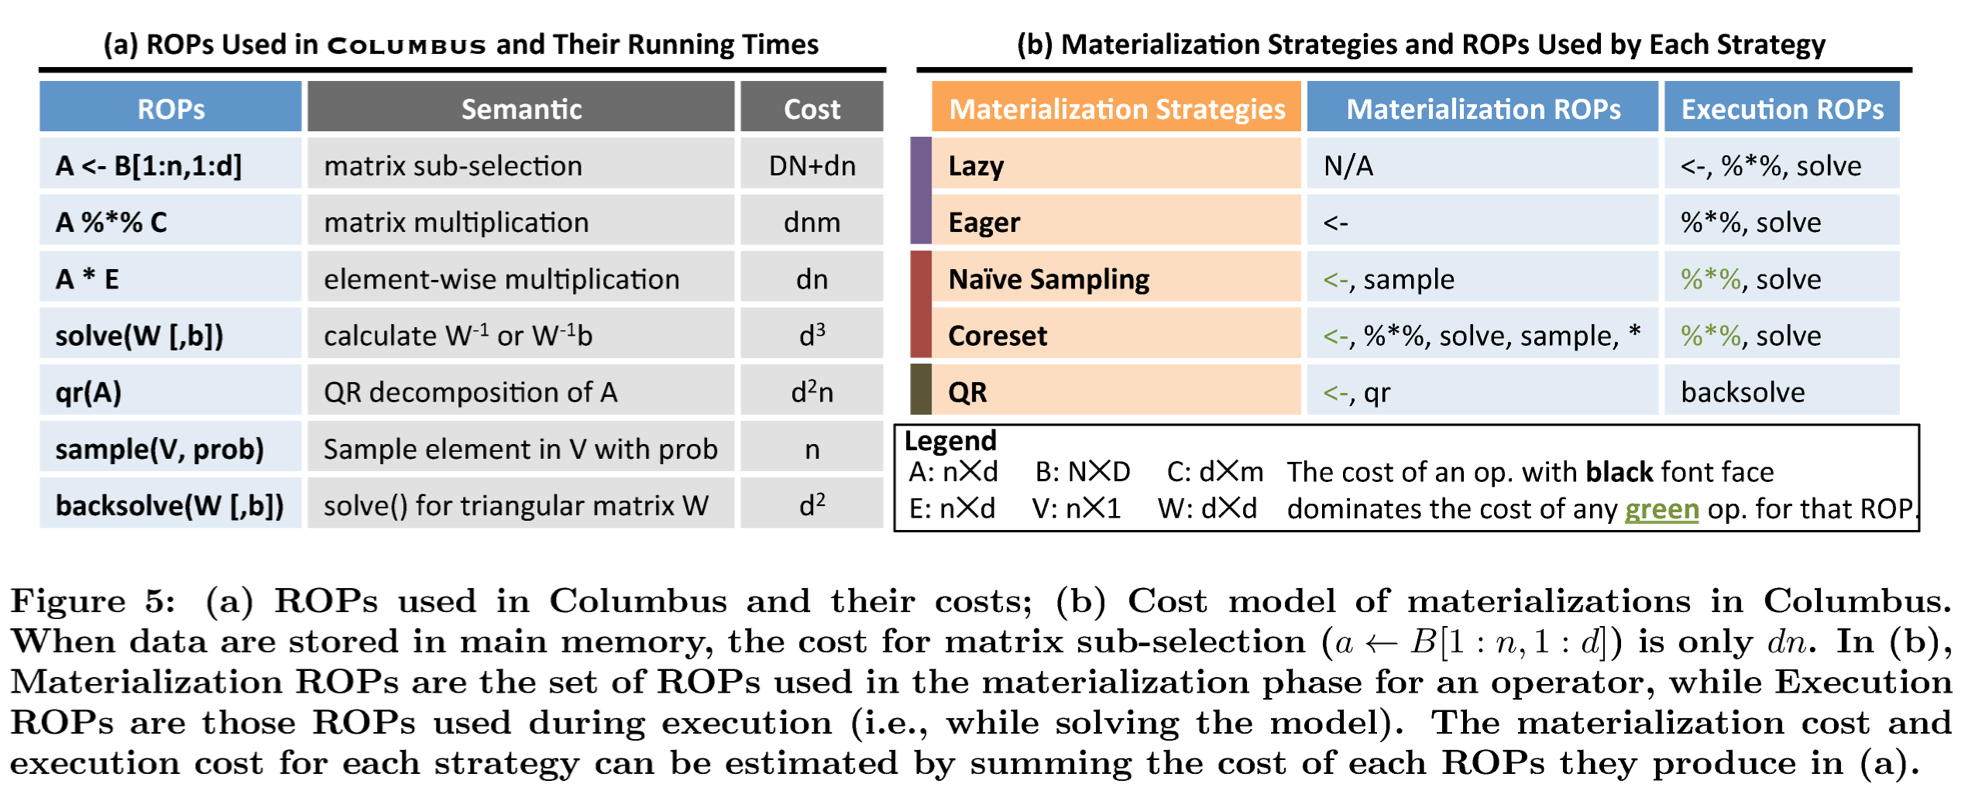 (a) ROPs Used in COLUMBUS and Their Running Times
ROPs Semantic Cost
A <- B[1:n,1:d] matrix sub-selection DN+dn
A %*% C matrix multiplication dnm
A * E element-wise multiplication dn
solve(W [,b]) calculate W⁻¹ or W⁻¹b d³
qr(A) QR decomposition of A d²n
sample(V, prob) Sample element in V with prob n
backsolve(W [,b]) solve() for triangular matrix W d²
(b) Materialization Strategies and ROPs Used by Each Strategy
Materialization Strategies Materialization ROPs Execution ROPs
Lazy N/A <-, %*%, solve
Eager <- %*%, solve
Naïve Sampling <-, sample %*%, solve
Coreset <-, %*%, solve, sample, * %*%, solve
QR <-, qr backsolve
Legend
A: n×d B: N×D C: d×m The cost of an op. with black font face
E: n×d V: n×1 W: d×d dominates the cost of any green op. for that ROP.
Figure 5: (a) ROPs used in Columbus and their costs; (b) Cost model of materializations in Columbus.
When data are stored in main memory, the cost for matrix sub-selection (a ← B[1 : n, 1 : d]) is only dn. In (b),
Materialization ROPs are the set of ROPs used in the materialization phase for an operator, while Execution
ROPs are those ROPs used during execution (i.e., while solving the model). The materialization cost and
execution cost for each strategy can be estimated by summing the cost of each ROPs they produce in (a).